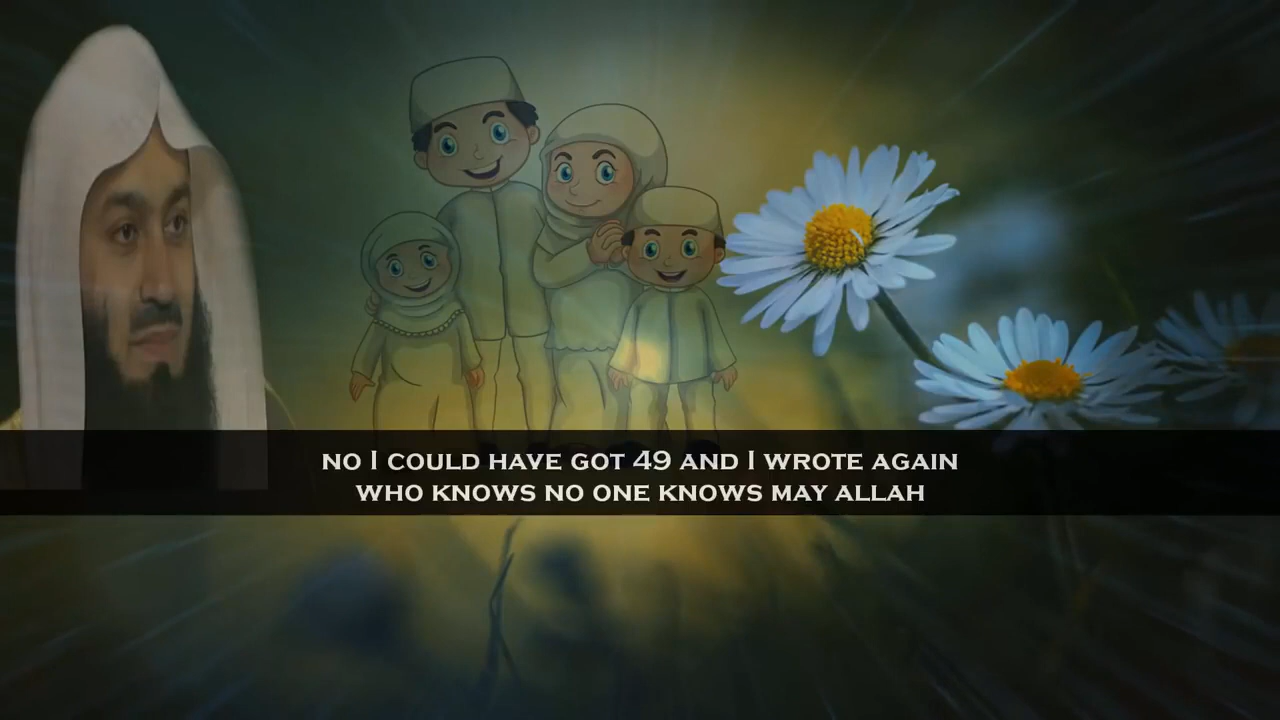 NO I COULD HAVE GOT 49 AND I WROTE AGAIN
WHO KNOWS NO ONE KNOWS MAY ALLAH